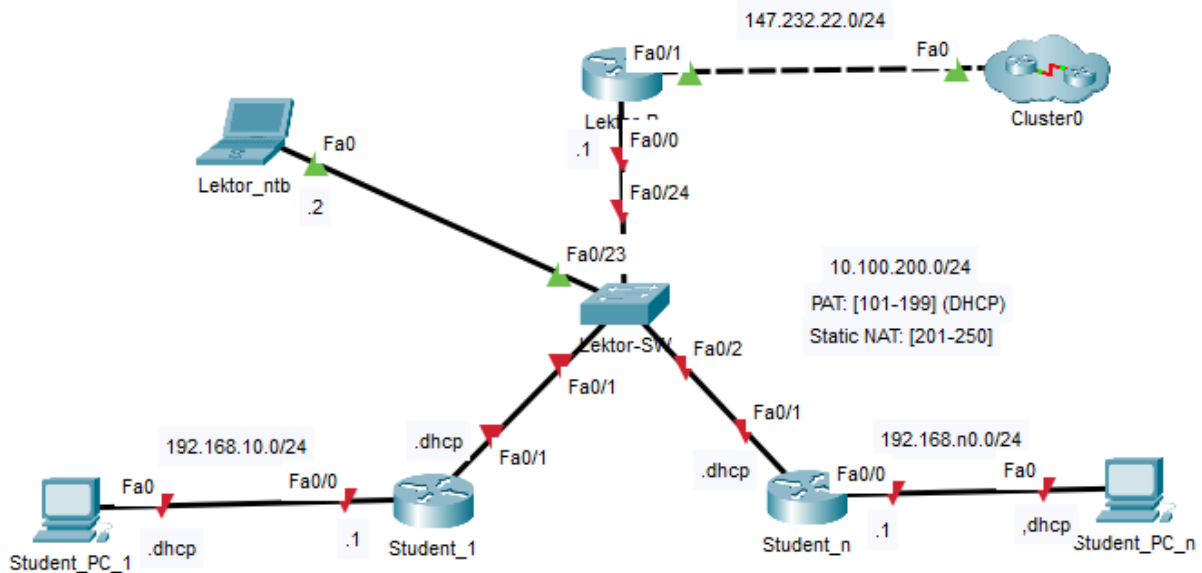 147.232.22.0/24
Fa0/1
Fa0
Cluster0
.1
Fa0/0
Fa0
Lektor_ntb
.2
Fa0/24
Fa0/23
10.100.200.0/24
PAT: [101-199] (DHCP)
Static NAT: [201-250]
Lektor-SW
Fa0/1
Fa0/2
192.168.10.0/24
.dhcp
Fa0/1
Fa0/1
.dhcp
192.168.n0.0/24
Fa0
Fa0/0
Fa0/0
Fa0
.dhcp
.1
Student_1
Student_PC_1
Student_n
.1
,dhcp
Student_PC_n